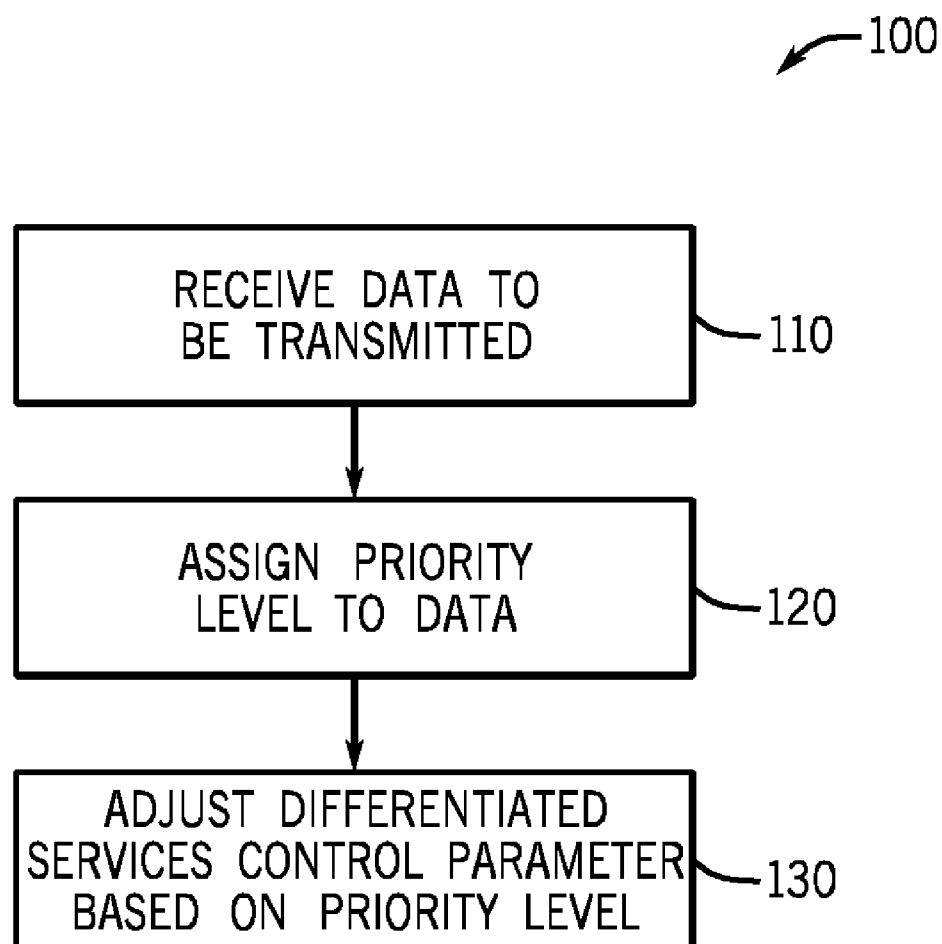 100
RECEIVE DATA TO
BE TRANSMITTED
110
ASSIGN PRIORITY
LEVEL TO DATA
120
ADJUST DIFFERENTIATED
SERVICES CONTROL PARAMETER
BASED ON PRIORITY LEVEL
130